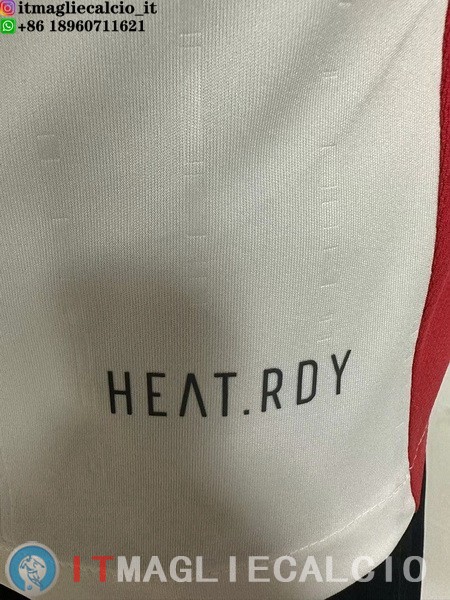 itmagliecalcio_it
+86 18960711621
HEAT.RDY
ITMAGLIECALCIO